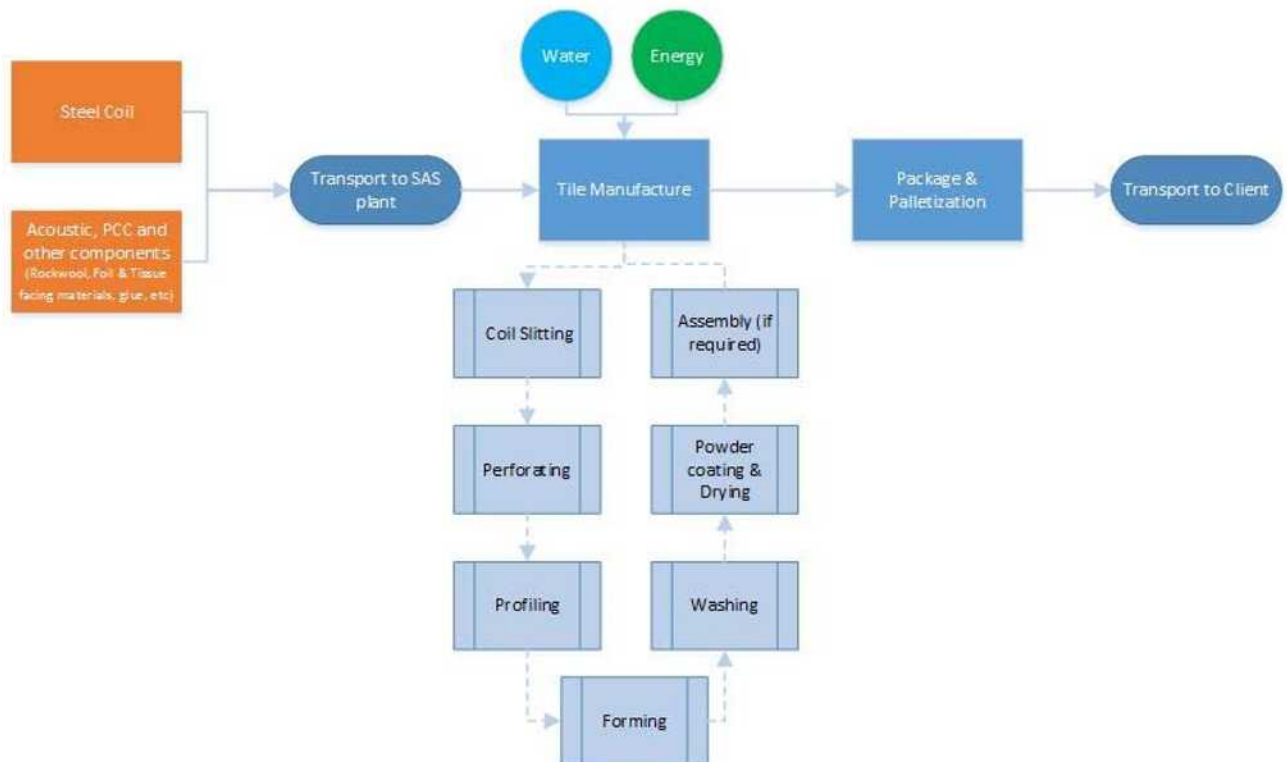 Water
Energy
Steel Coil
Transport to SAS
plant
Tile Manufacture
Package &
Palletization
Transport to Client
Acoustic, PCC and
other components
(Rockwool, Foil & Tissue
facing materials, glue, etc)
Coil Slitting
Perforating
Profiling
Forming
Washing
Powder
coating &
Drying
Assembly (if
required)